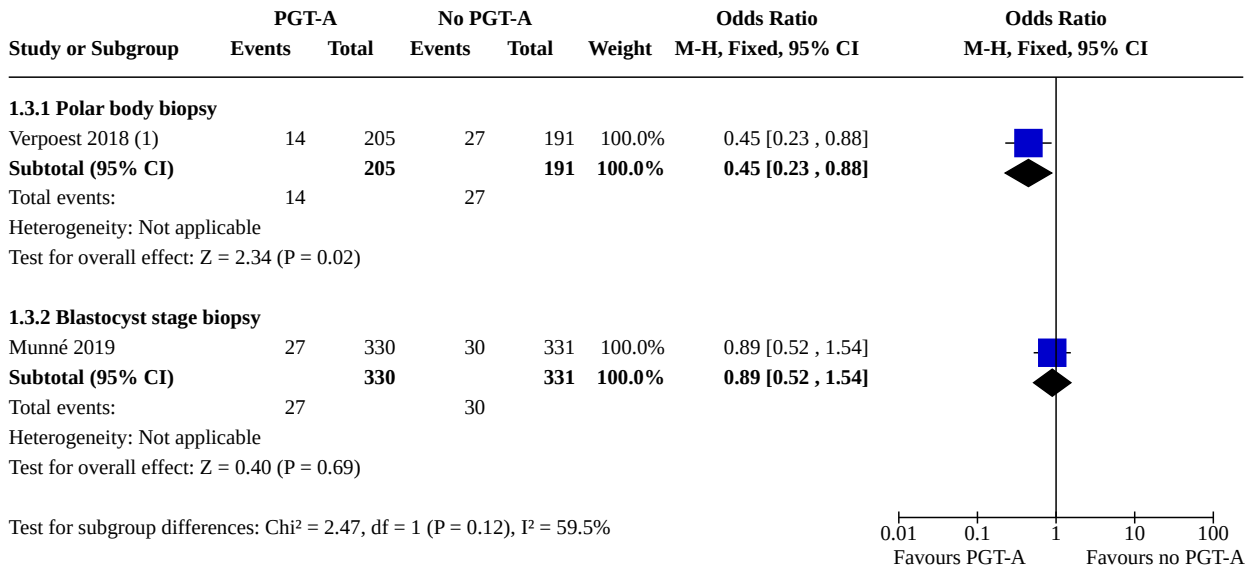 PGT-A No PGT-A Odds Ratio Odds Ratio
Study or Subgroup Events Total Events Total Weight M-H, Fixed, 95% CI M-H, Fixed, 95% CI
1.3.1 Polar body biopsy
Verpoest 2018 (1) 14 205 27 191 100.0% 0.45 [0.23 , 0.88]
Subtotal (95% CI) 205 191 100.0% 0.45 [0.23 , 0.88]
Total events: 14 27
Heterogeneity: Not applicable
Test for overall effect: Z = 2.34 (P = 0.02)
1.3.2 Blastocyst stage biopsy
Munné 2019 27 330 30 331 100.0% 0.89 [0.52 , 1.54]
Subtotal (95% CI) 330 331 100.0% 0.89 [0.52 , 1.54]
Total events: 27 30
Heterogeneity: Not applicable
Test for overall effect: Z = 0.40 (P = 0.69)
Test for subgroup differences: Chi² = 2.47, df = 1 (P = 0.12), I² = 59.5%
0.01 0.1 1 10 100
Favours PGT-A Favours no PGT-A